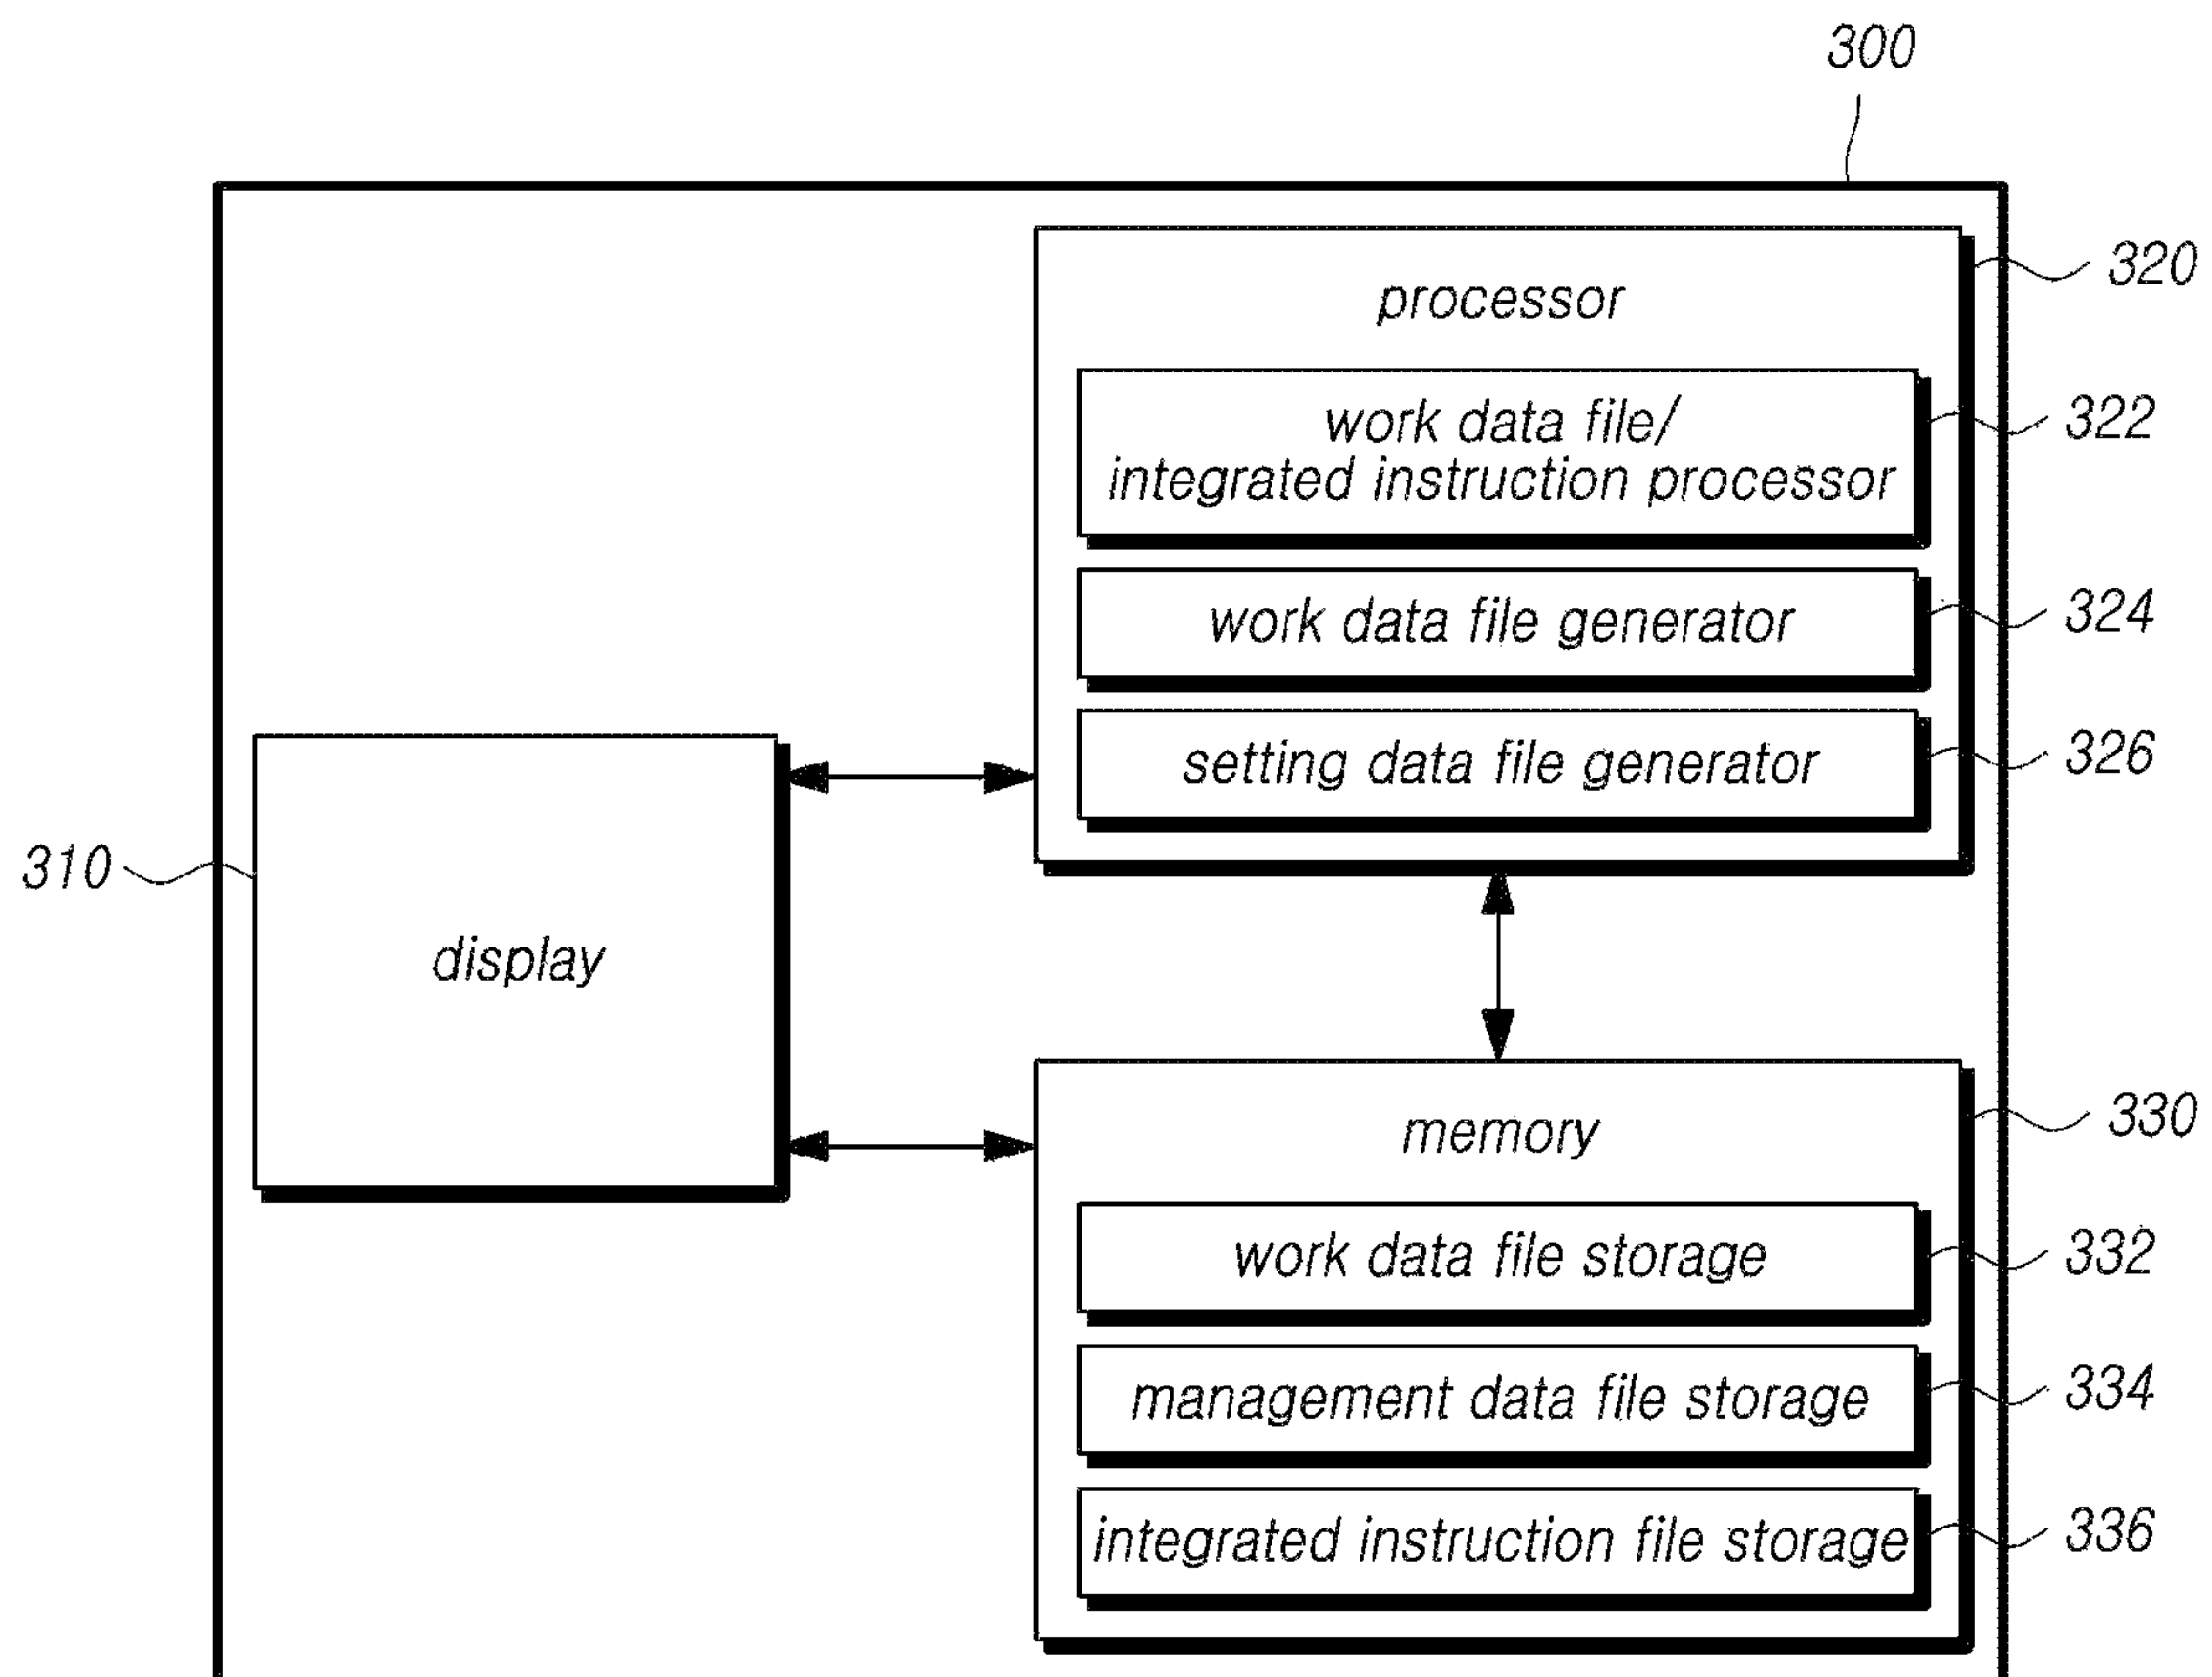 300
320
processor
work data file/
integrated instruction processor
322
work data file generator
324
setting data file generator
326
310
display
330
memory
work data file storage
332
management data file storage
334
integrated instruction file storage
336